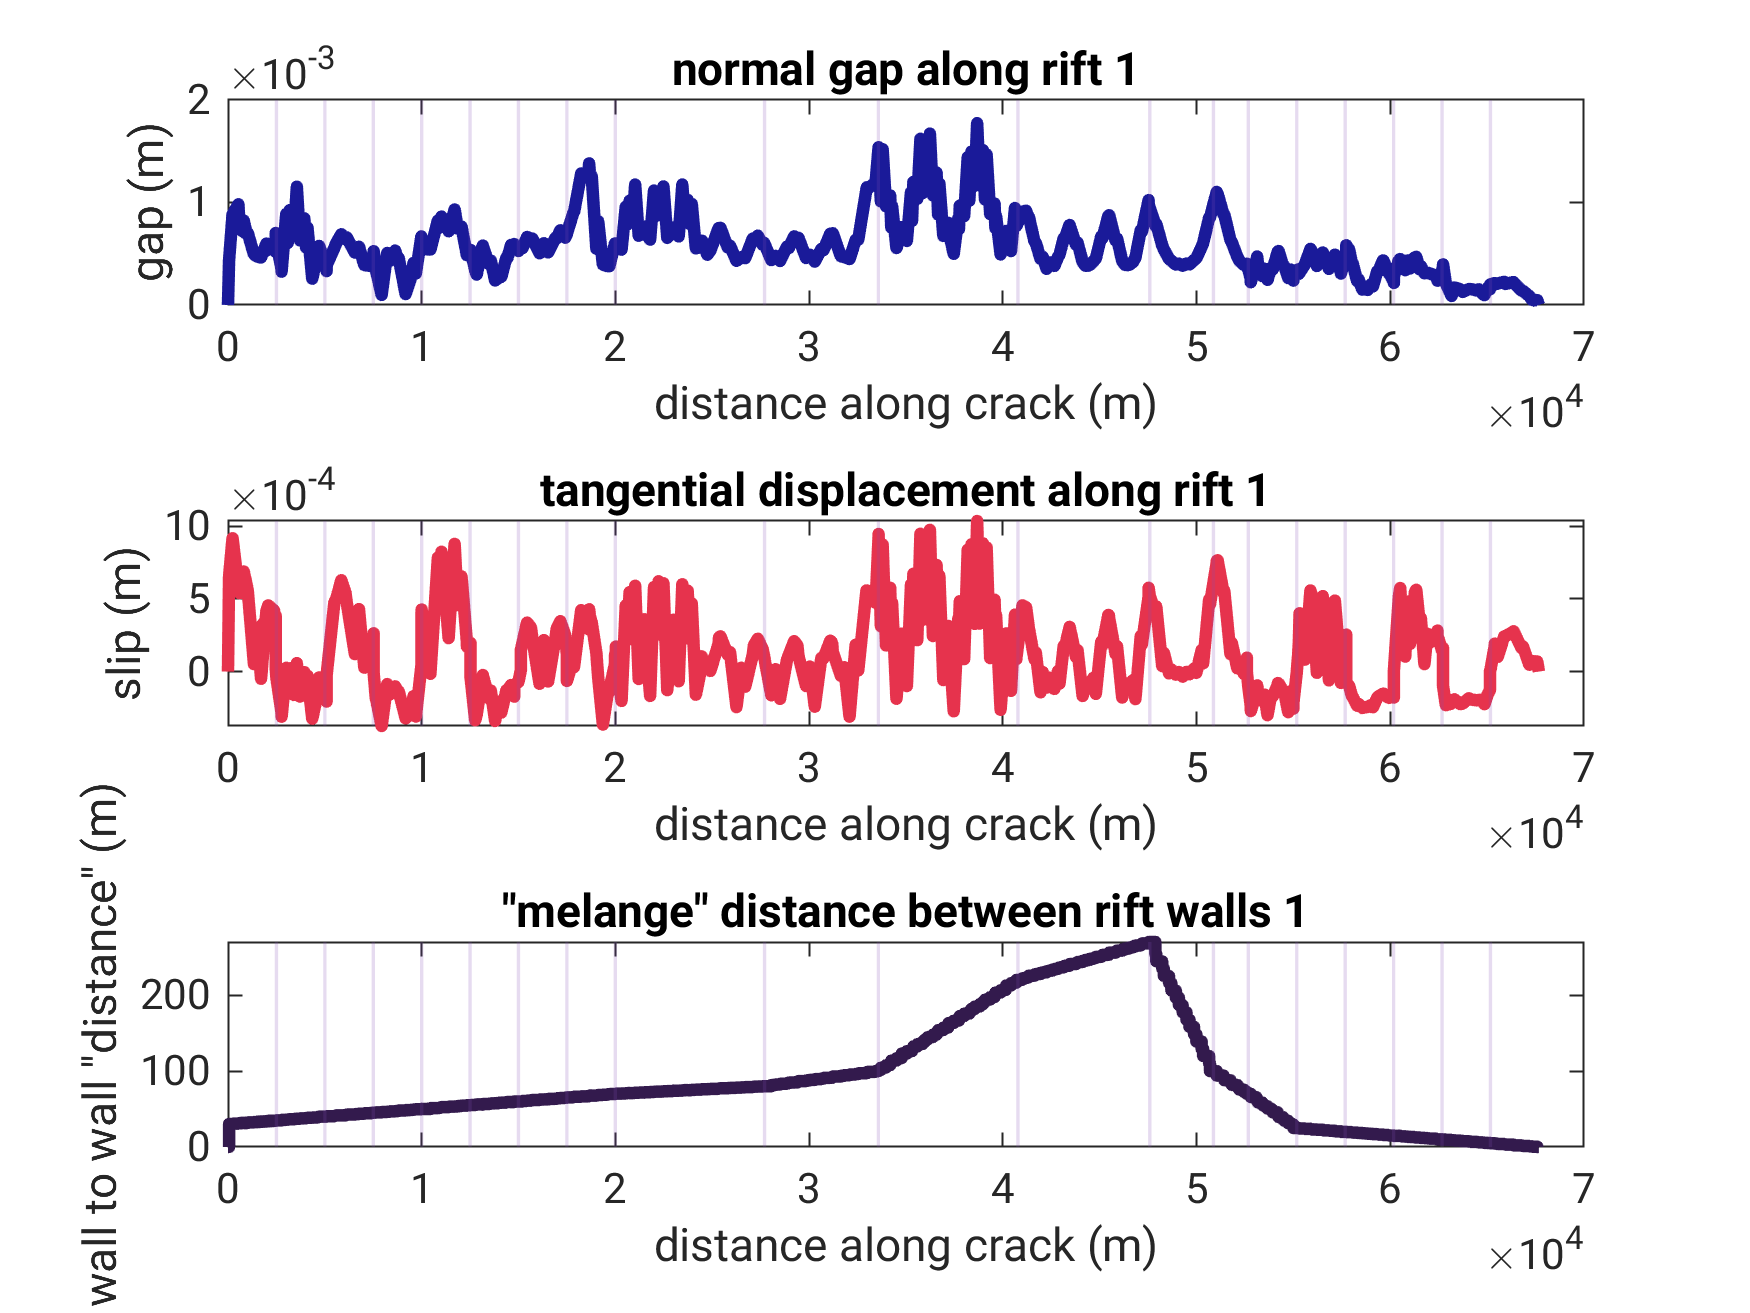 ×10-3
normal gap along rift 1
gap (m)
2
1
0
0 1 2 3 4 5 6 7
distance along crack (m)
×104
×10-4
tangential displacement along rift 1
slip (m)
10
5
0
0 1 2 3 4 5 6 7
distance along crack (m)
×104
"melange" distance between rift walls 1
wall to wall "distance" (m)
200
100
0
0 1 2 3 4 5 6 7
distance along crack (m)
×104